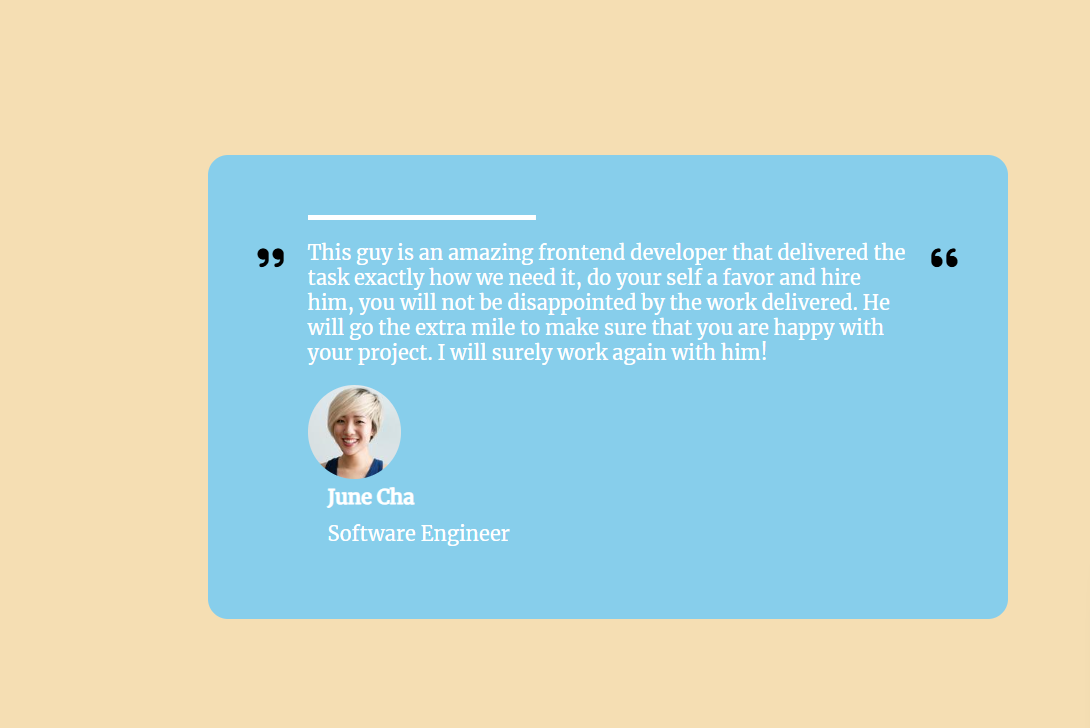 ” This guy is an amazing frontend developer that delivered the “
task exactly how we need it, do your self a favor and hire
him, you will not be disappointed by the work delivered. He
will go the extra mile to make sure that you are happy with
your project. I will surely work again with him!
June Cha
Software Engineer